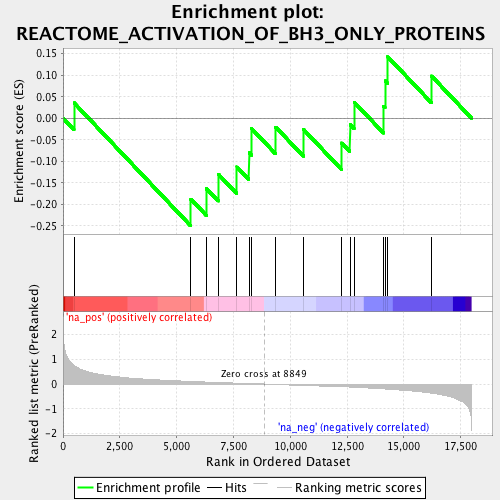 Enrichment plot:
REACTOME_ACTIVATION_OF_BH3_ONLY_PROTEINS
Enrichment score (ES)
0.15
0.10
0.05
0.00
-0.05
-0.10
-0.15
-0.20
-0.25
'na_pos' (positively correlated)
Ranked list metric (PreRanked)
2
1
0
-1
-2
Zero cross at 8849
'na_neg' (negatively correlated)
0
2,500
5,000
7,500
10,000
12,500
15,000
17,500
Rank in Ordered Dataset
Enrichment profile
Hits
Ranking metric scores